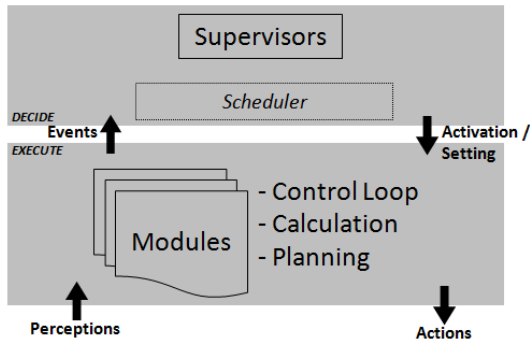 Supervisors
Scheduler
DECIDE
Events
Activation /
Setting
EXECUTE
Modules
- Control Loop
- Calculation
- Planning
Perceptions
Actions